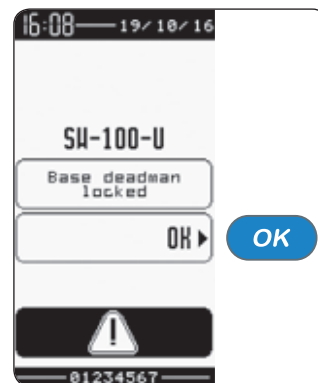 16:08 19/10/16
SW-100-U
Base deadman
locked
OK
OK
01234567